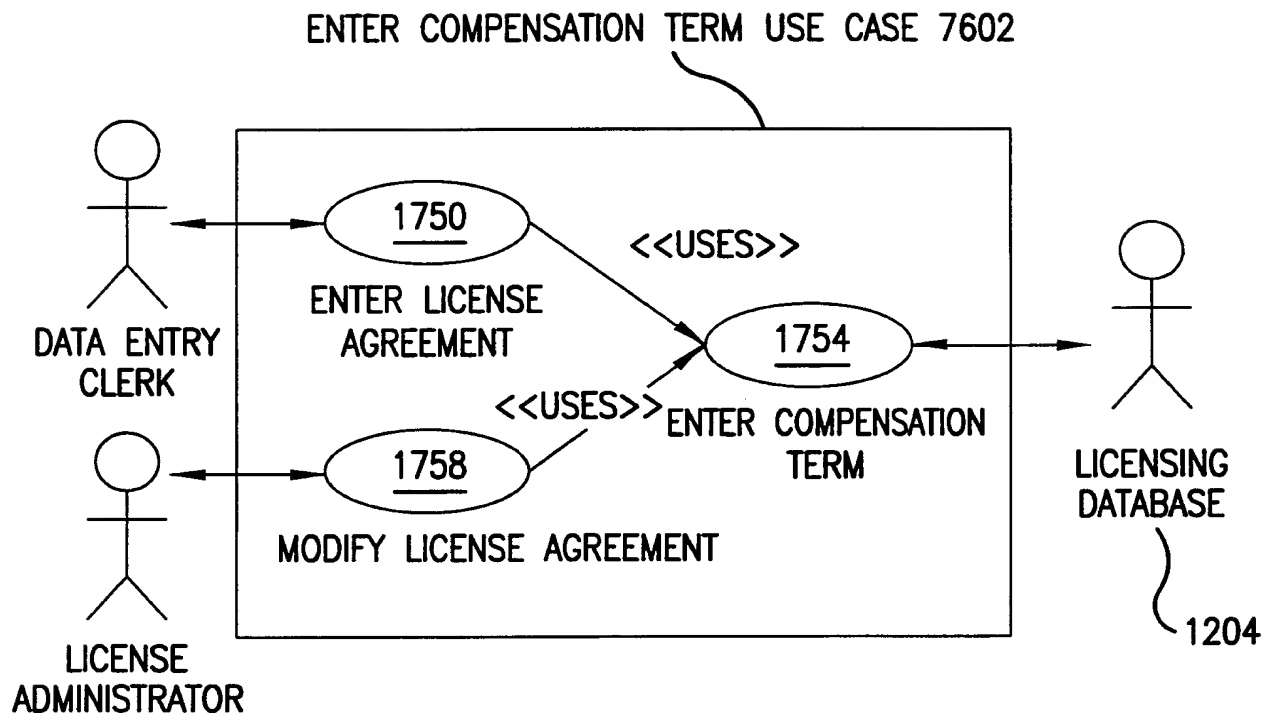 ENTER COMPENSATION TERM USE CASE 7602
1750
<<USES>>
ENTER LICENSE
AGREEMENT
DATA ENTRY
CLERK
1754
<<USES>>
ENTER COMPENSATION
TERM
1758
MODIFY LICENSE AGREEMENT
LICENSING
DATABASE
1204
LICENSE
ADMINISTRATOR